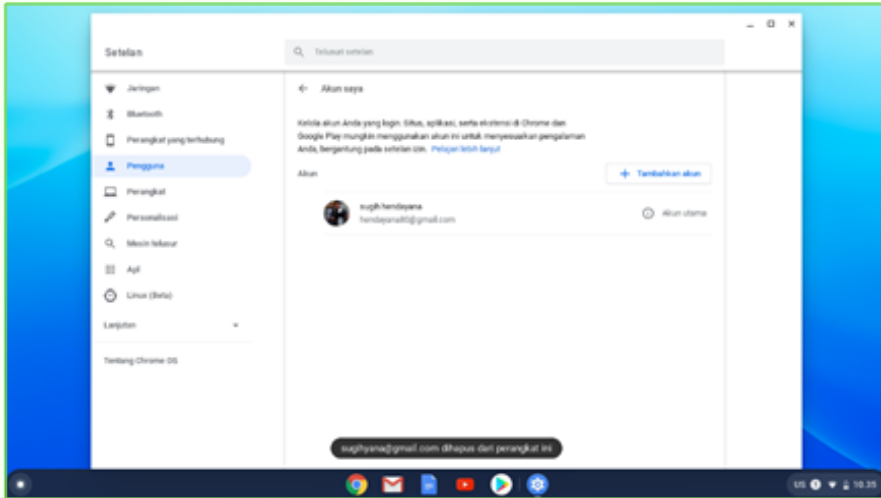 Setelan
Telusuri setelan
Jaringan
Bluetooth
Perangkat yang terhubung
Pengguna
Perangkat
Personalisasi
Mesin telusur
Apl
Linux (Beta)
Lanjutan
Tentang Chrome OS
Akun saya
Kelola akun Anda yang login. Situs, aplikasi, serta ekstensi di Chrome dan
Google Play mungkin menggunakan akun ini untuk menyesuaikan pengalaman
Anda, bergantung pada setelan izin. Pelajari lebih lanjut
Akun
Tambahkan akun
sugih hendayana
Akun utama
sugihyana@gmail.com dihapus dari perangkat ini
US
10.35